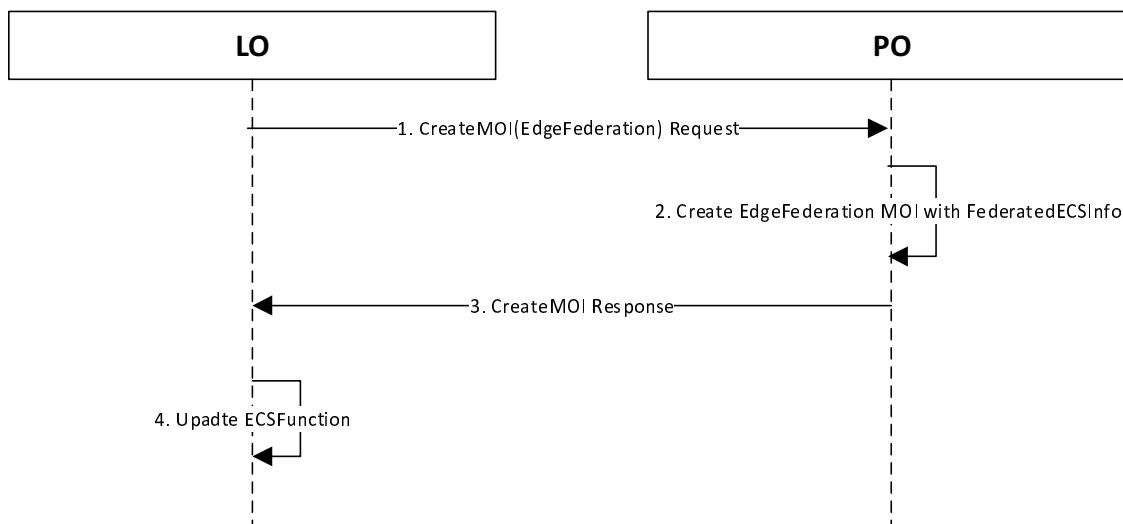 LO
PO
1. CreateMOI(EdgeFederation) Request
2. Create EdgeFederation MOI with FederatedECSInfo
3. CreateMOI Response
4. Upadte ECSFunction